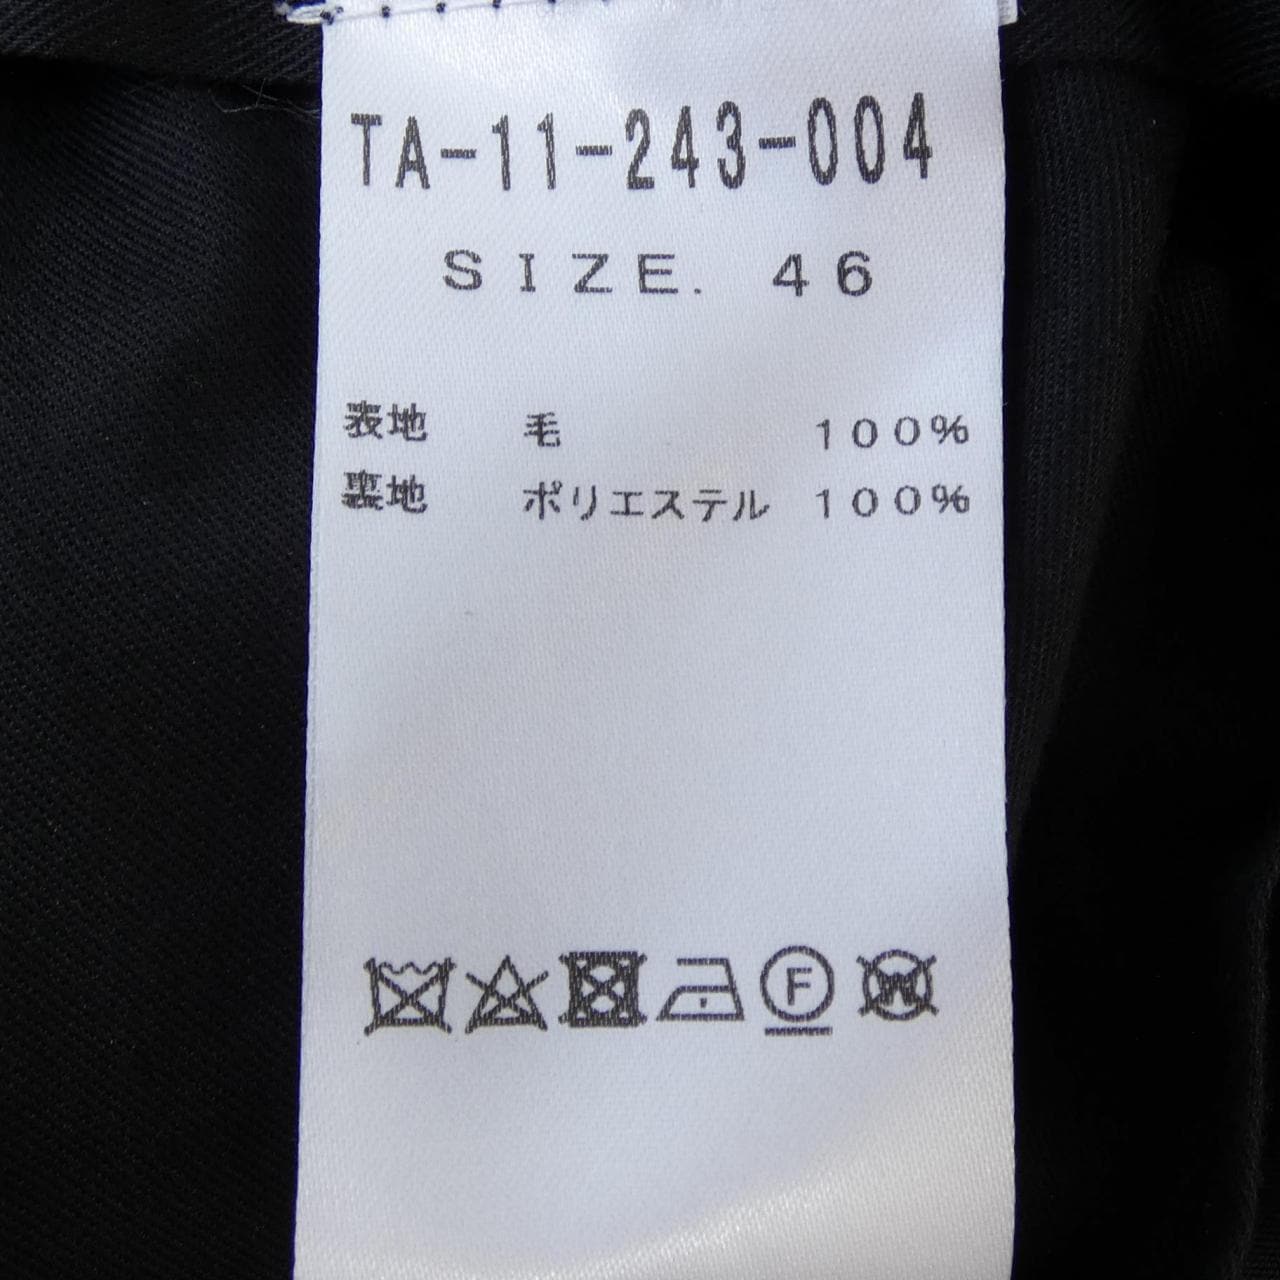 TA-11-243-004
SIZE. 46
表地 毛 100%
裏地 ポリエステル 100%
F
W